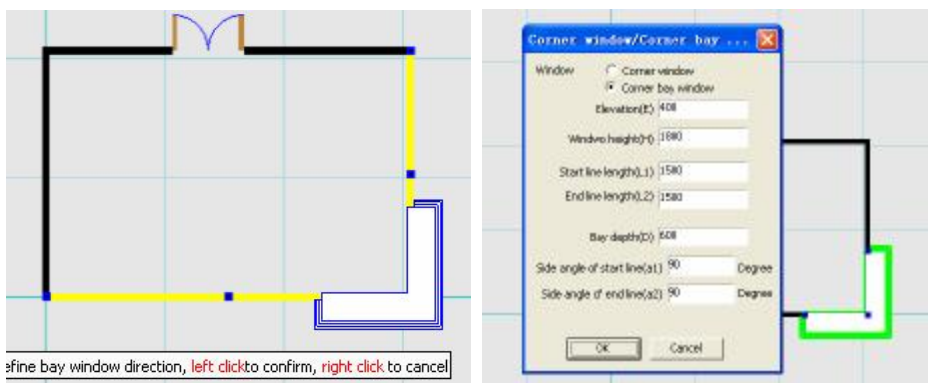 efine bay window direction, left clickto confirm, right click to cancel
Corner window/Corner bay ...
Window
Corner window
Corner bay window
Elevation(E) 400
Windwo height(H) 1800
Start line length(L1) 1500
End line length(L2) 1500
Bay depth(D) 600
Side angle of start line(a1) 90 Degree
Side angle of end line(a2) 90 Degree
OK Cancel